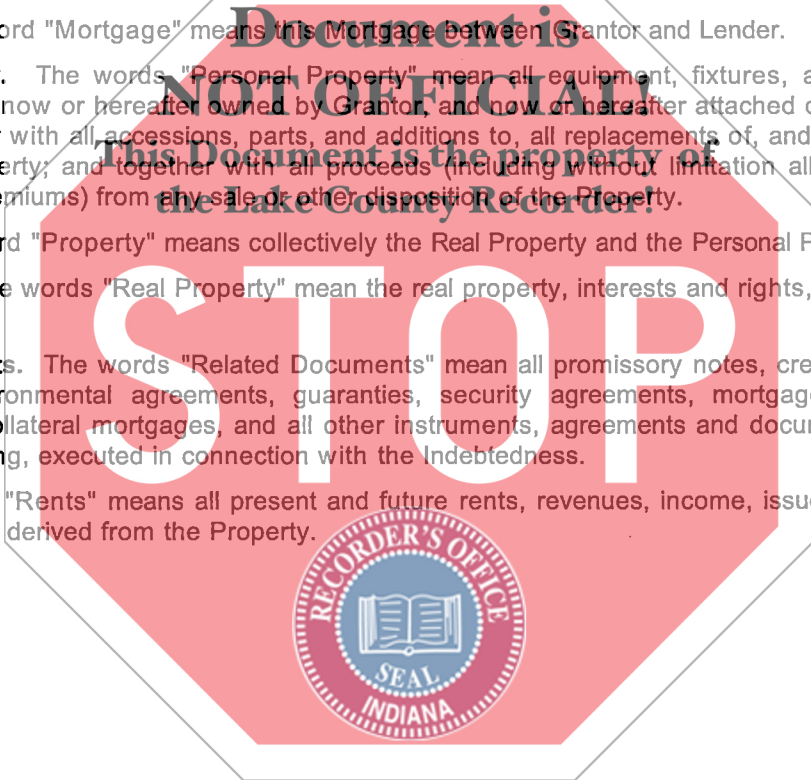 Document is
ord "Mortgage" means this Mortgage between Grantor and Lender.
. The words "Personal Property" mean all equipment, fixtures, a
NOT OFFICIAL!
now or hereafter owned by Grantor, and now or hereafter attached o
with all accessions, parts, and additions to, all replacements of, and
This Document is the property of
erty; and together with all proceeds (including without limitation all
emiums) from any sale or other disposition of the Property.
the Lake County Recorder!
rd "Property" means collectively the Real Property and the Personal P
e words "Real Property" mean the real property, interests and rights,
STOP
s. The words "Related Documents" mean all promissory notes, cre
ronmental agreements, guaranties, security agreements, mortgag
ollateral mortgages, and all other instruments, agreements and docu
ng, executed in connection with the Indebtedness.
"Rents" means all present and future rents, revenues, income, issu
derived from the Property.
RECORDER'S OFFICE
SEAL
INDIANA